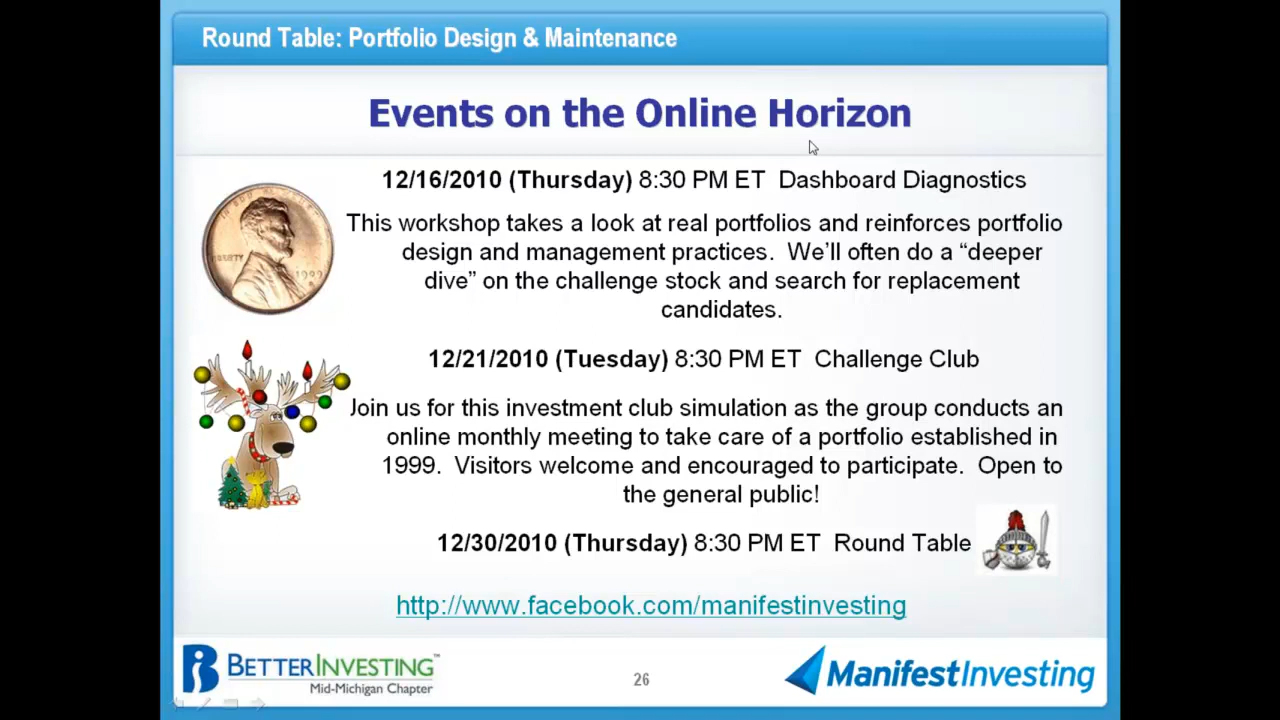 Round Table: Portfolio Design & Maintenance
Events on the Online Horizon
12/16/2010 (Thursday) 8:30 PM ET  Dashboard Diagnostics
This workshop takes a look at real portfolios and reinforces portfolio
design and management practices.  We'll often do a “deeper
dive” on the challenge stock and search for replacement
candidates.
12/21/2010 (Tuesday) 8:30 PM ET  Challenge Club
Join us for this investment club simulation as the group conducts an
online monthly meeting to take care of a portfolio established in
1999.  Visitors welcome and encouraged to participate.  Open to
the general public!
12/30/2010 (Thursday) 8:30 PM ET  Round Table
http://www.facebook.com/manifestinvesting
BETTERINVESTING™
Mid-Michigan Chapter
26
ManifestInvesting
LIBERTY